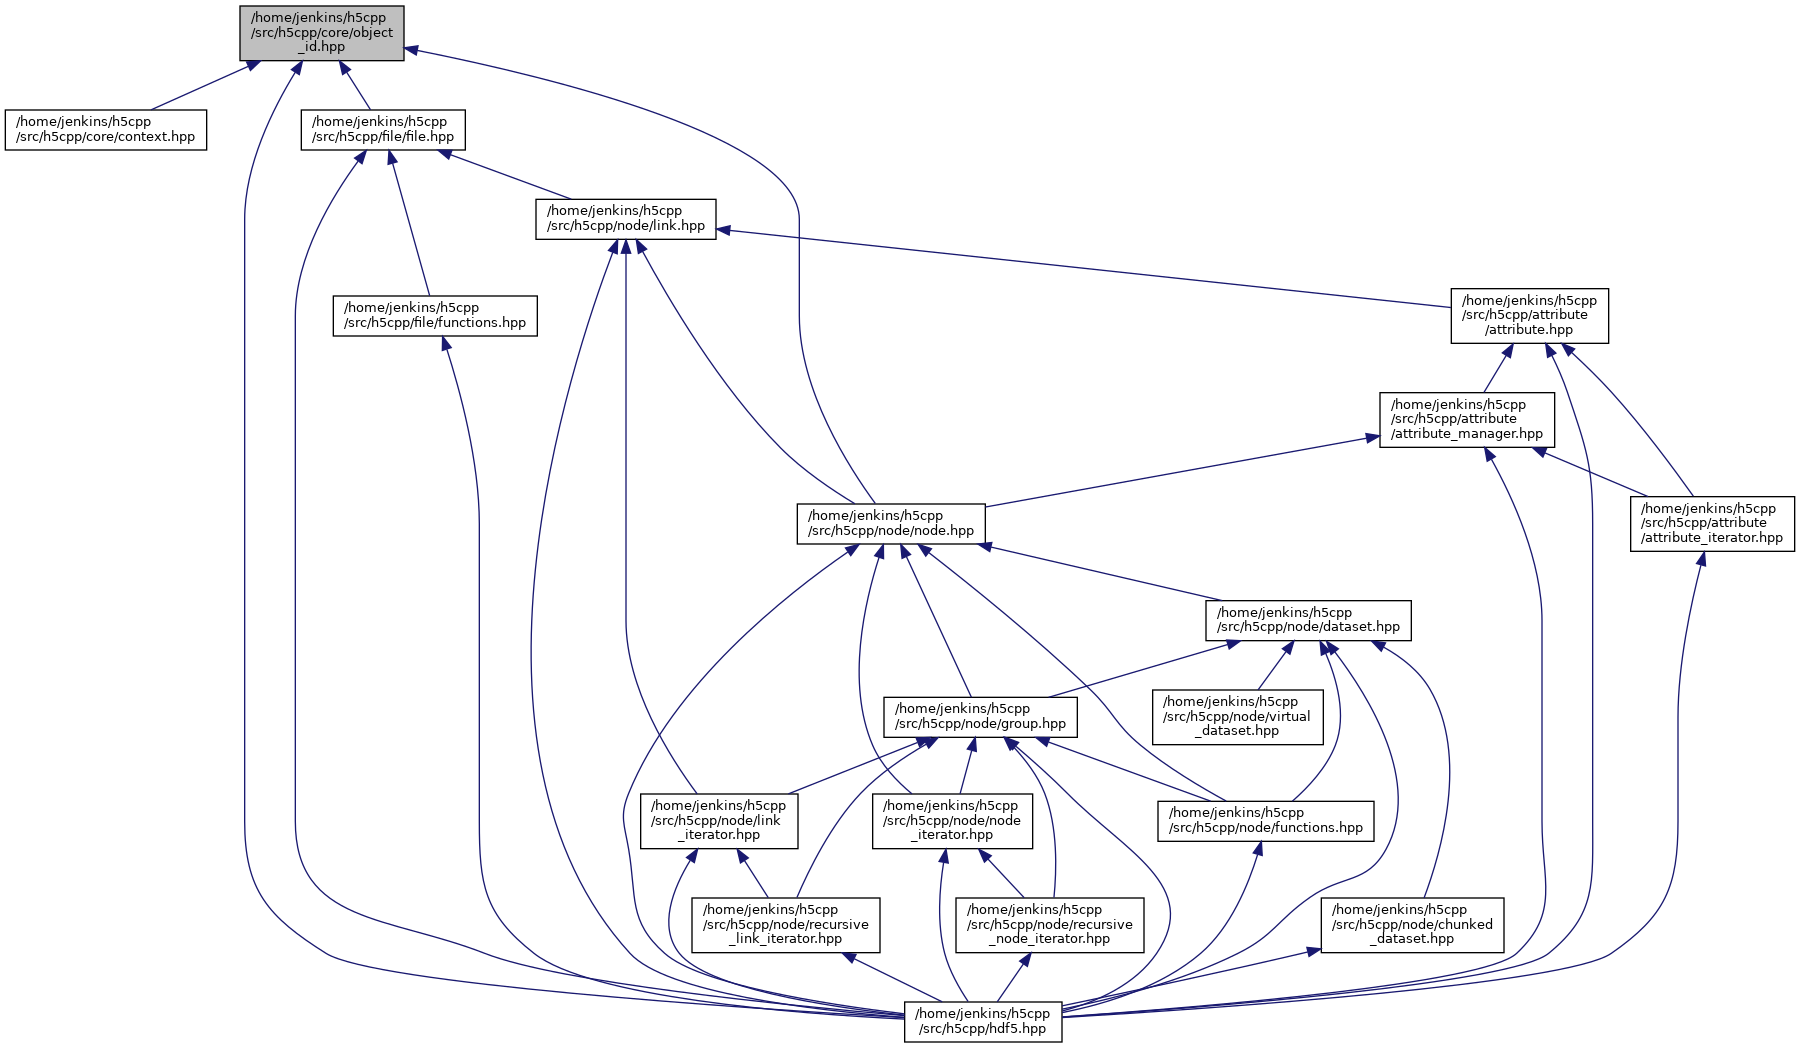 /home/jenkins/h5cpp
/src/h5cpp/core/object
_id.hpp
/home/jenkins/h5cpp
/src/h5cpp/core/context.hpp
/home/jenkins/h5cpp
/src/h5cpp/file/file.hpp
/home/jenkins/h5cpp
/src/h5cpp/node/link.hpp
/home/jenkins/h5cpp
/src/h5cpp/file/functions.hpp
/home/jenkins/h5cpp
/src/h5cpp/attribute
/attribute.hpp
/home/jenkins/h5cpp
/src/h5cpp/attribute
/attribute_manager.hpp
/home/jenkins/h5cpp
/src/h5cpp/node/node.hpp
/home/jenkins/h5cpp
/src/h5cpp/attribute
/attribute_iterator.hpp
/home/jenkins/h5cpp
/src/h5cpp/node/dataset.hpp
/home/jenkins/h5cpp
/src/h5cpp/node/group.hpp
/home/jenkins/h5cpp
/src/h5cpp/node/virtual
_dataset.hpp
/home/jenkins/h5cpp
/src/h5cpp/node/link
_iterator.hpp
/home/jenkins/h5cpp
/src/h5cpp/node/node
_iterator.hpp
/home/jenkins/h5cpp
/src/h5cpp/node/functions.hpp
/home/jenkins/h5cpp
/src/h5cpp/node/recursive
_link_iterator.hpp
/home/jenkins/h5cpp
/src/h5cpp/node/recursive
_node_iterator.hpp
/home/jenkins/h5cpp
/src/h5cpp/node/chunked
_dataset.hpp
/home/jenkins/h5cpp
/src/h5cpp/hdf5.hpp